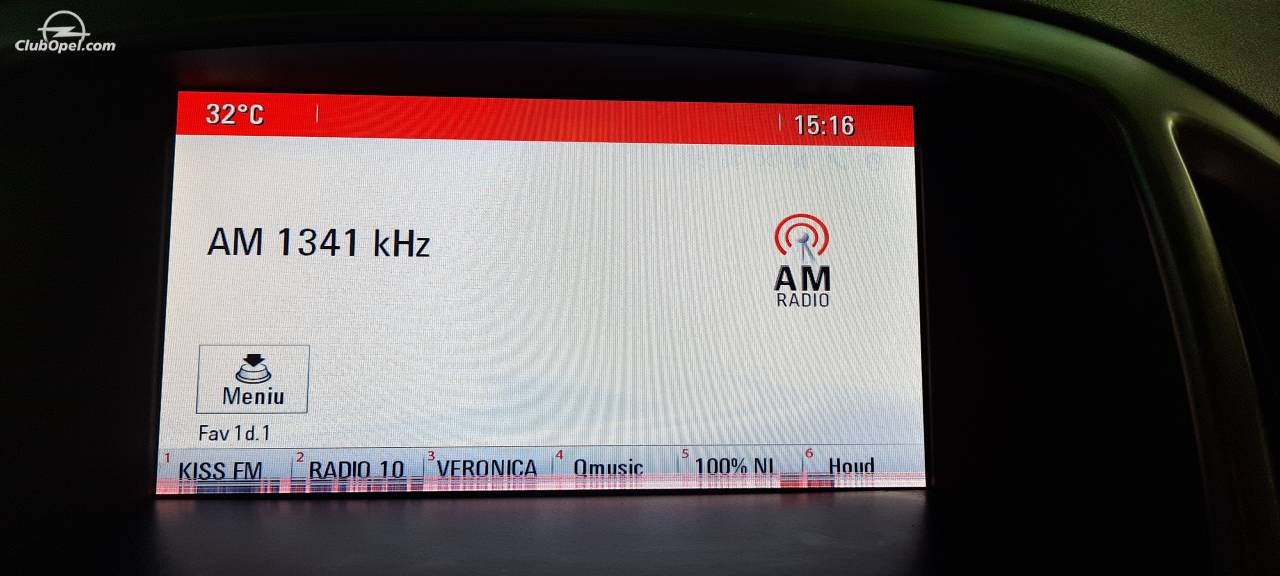 ClubOpel.com
32°C
15:16
AM 1341 kHz
AM
RADIO
Meniu
Fav 1d.1
1 KISS FM 2 RADIO 10 3 VERONICA 4 Qmusic 5 100% NL 6 Houd